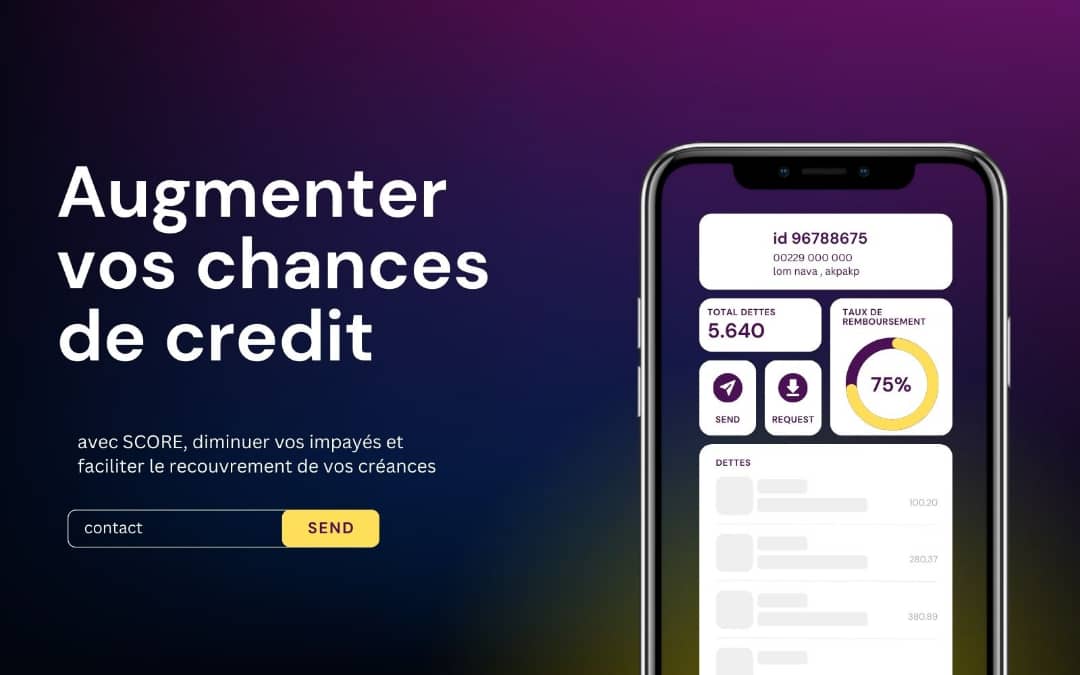 Augmenter
vos chances
de credit
avec SCORE, diminuer vos impayés et
faciliter le recouvrement de vos créances
contact
SEND
id 96788675
00229 000 000
lom nava , akpakp
TOTAL DETTES
5.640
TAUX DE
REMBOURSEMENT
75%
SEND
REQUEST
DETTES
100.20
280.37
380.89